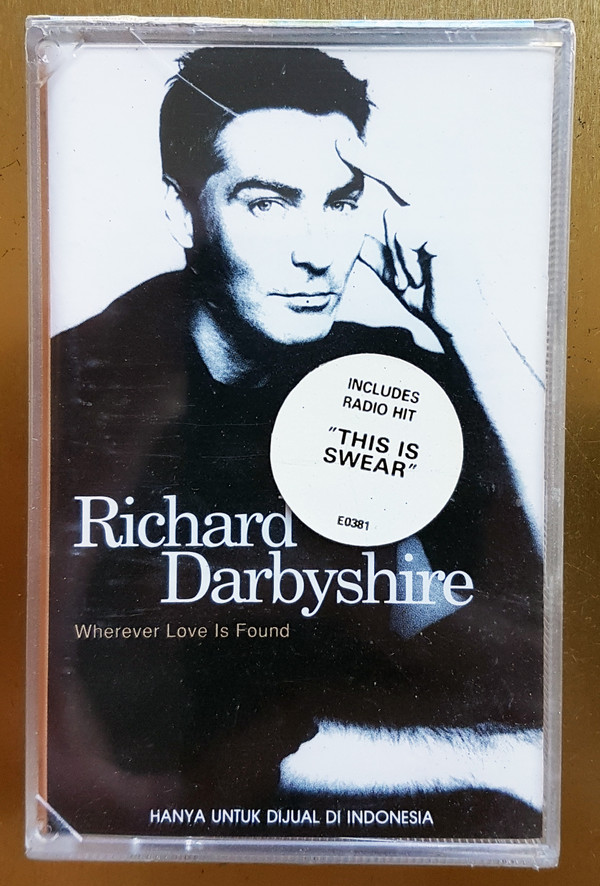 INCLUDES
RADIO HIT
"THIS IS
SWEAR"
E0381
Richard
Darbyshire
Wherever Love Is Found
HANYA UNTUK DIJUAL DI INDONESIA